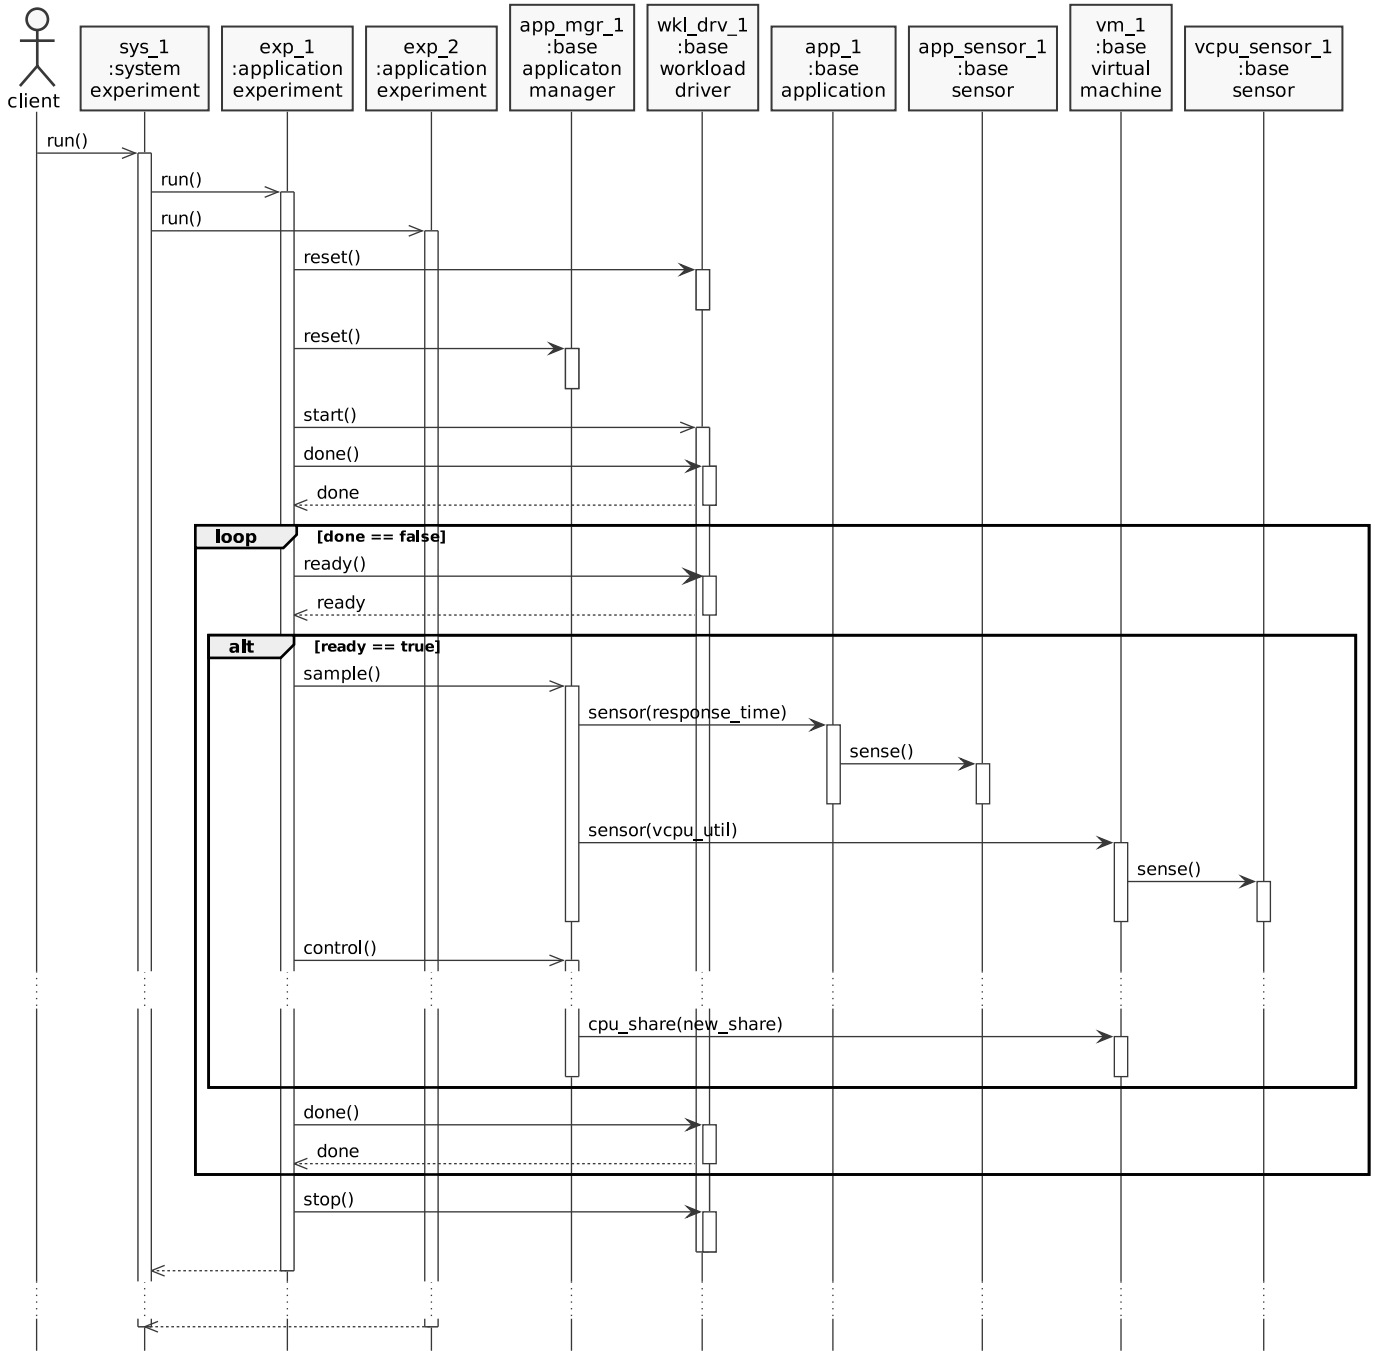 client
sys_1
:system
experiment
exp_1
:application
experiment
exp_2
:application
experiment
app_mgr_1
:base
applicaton
manager
wkl_drv_1
:base
workload
driver
app_1
:base
application
app_sensor_1
:base
sensor
vm_1
:base
virtual
machine
vcpu_sensor_1
:base
sensor
run()
run()
run()
reset()
reset()
start()
done()
done
loop [done == false]
ready()
ready
alt [ready == true]
sample()
sensor(response_time)
sense()
sensor(vcpu_util)
sense()
control()
cpu_share(new_share)
done()
done
stop()